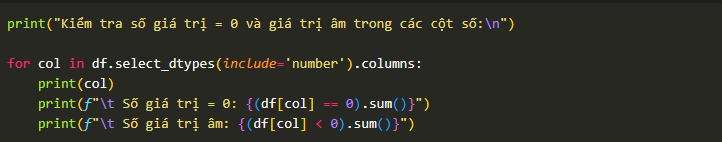 print("Kiểm tra số giá trị = 0 và giá trị âm trong các cột số:\n")
for col in df.select_dtypes(include='number').columns:
    print(col)
    print(f"\t Số giá trị = 0: {(df[col] == 0).sum()}")
    print(f"\t Số giá trị âm: {(df[col] < 0).sum()}")